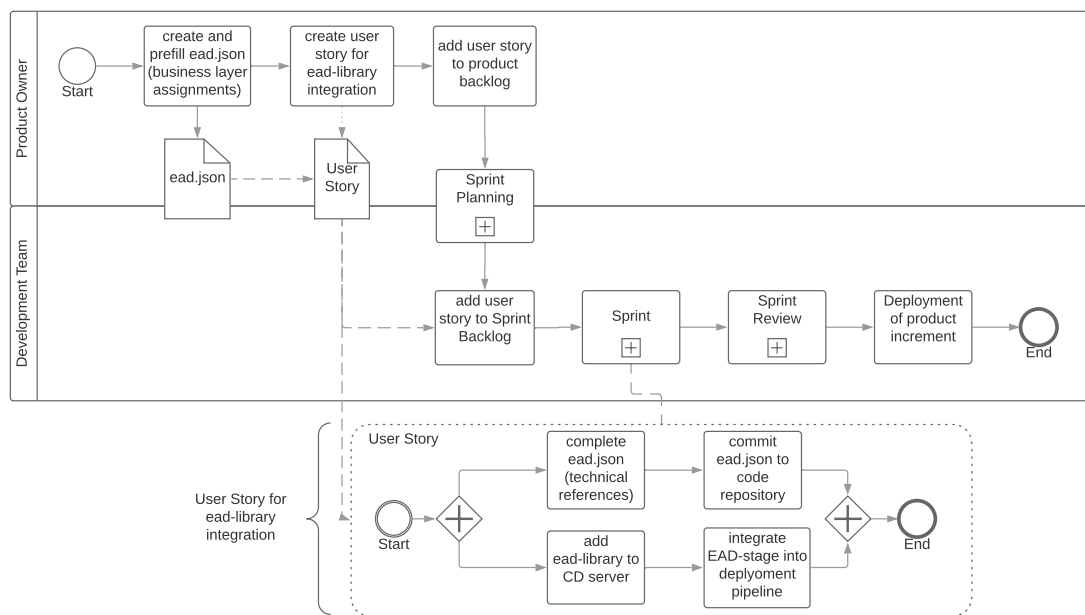 Product Owner
Start
create and
prefill ead.json
(business layer
assignments)
create user
story for
ead-library
integration
add user story
to product
backlog
ead.json
User
Story
Sprint
Planning
Development Team
add user
story to Sprint
Backlog
Sprint
Sprint
Review
Deployment
of product
increment
End
User Story for
ead-library
integration
User Story
Start
complete
ead.json
(technical
references)
commit
ead.json to
code
repository
add
ead-library to
CD server
integrate
EAD-stage into
deplyoment
pipeline
End